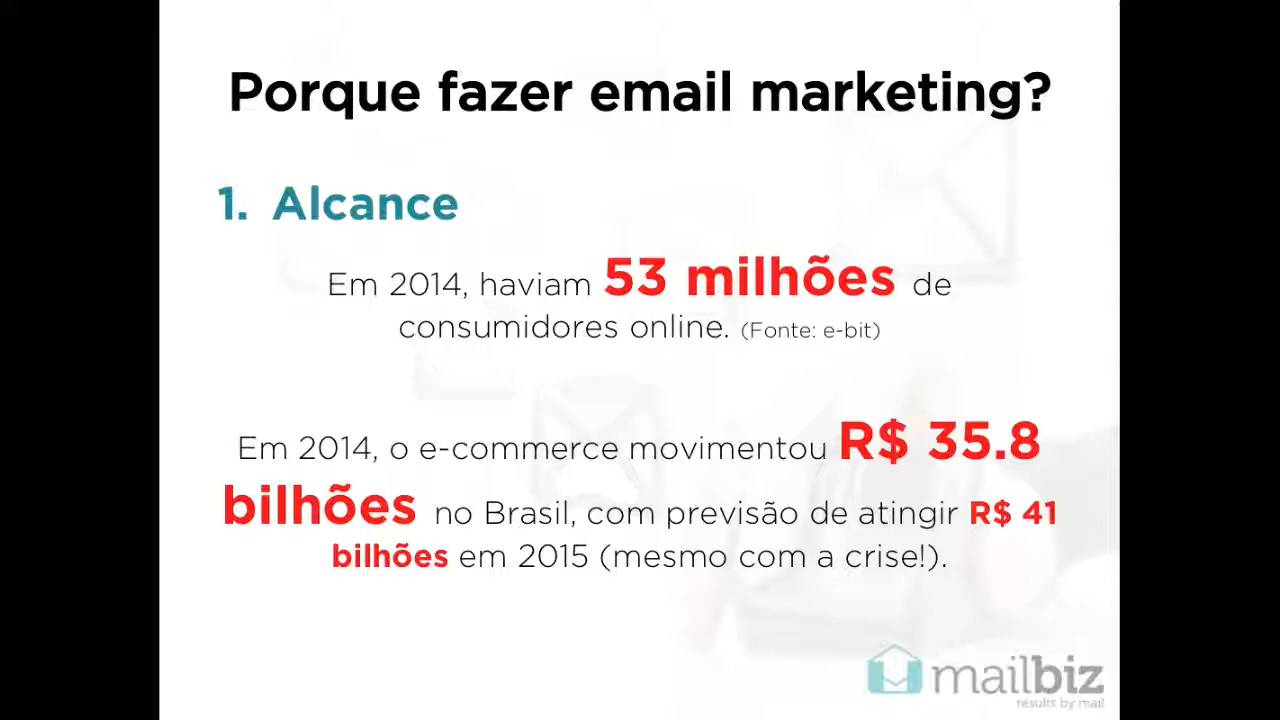 Porque fazer email marketing?
1. Alcance
Em 2014, haviam 53 milhões de
consumidores online. (Fonte: e-bit)
Em 2014, o e-commerce movimentou R$ 35.8
bilhões no Brasil, com previsão de atingir R$ 41
bilhões em 2015 (mesmo com a crise!).
mailbiz
results by mail